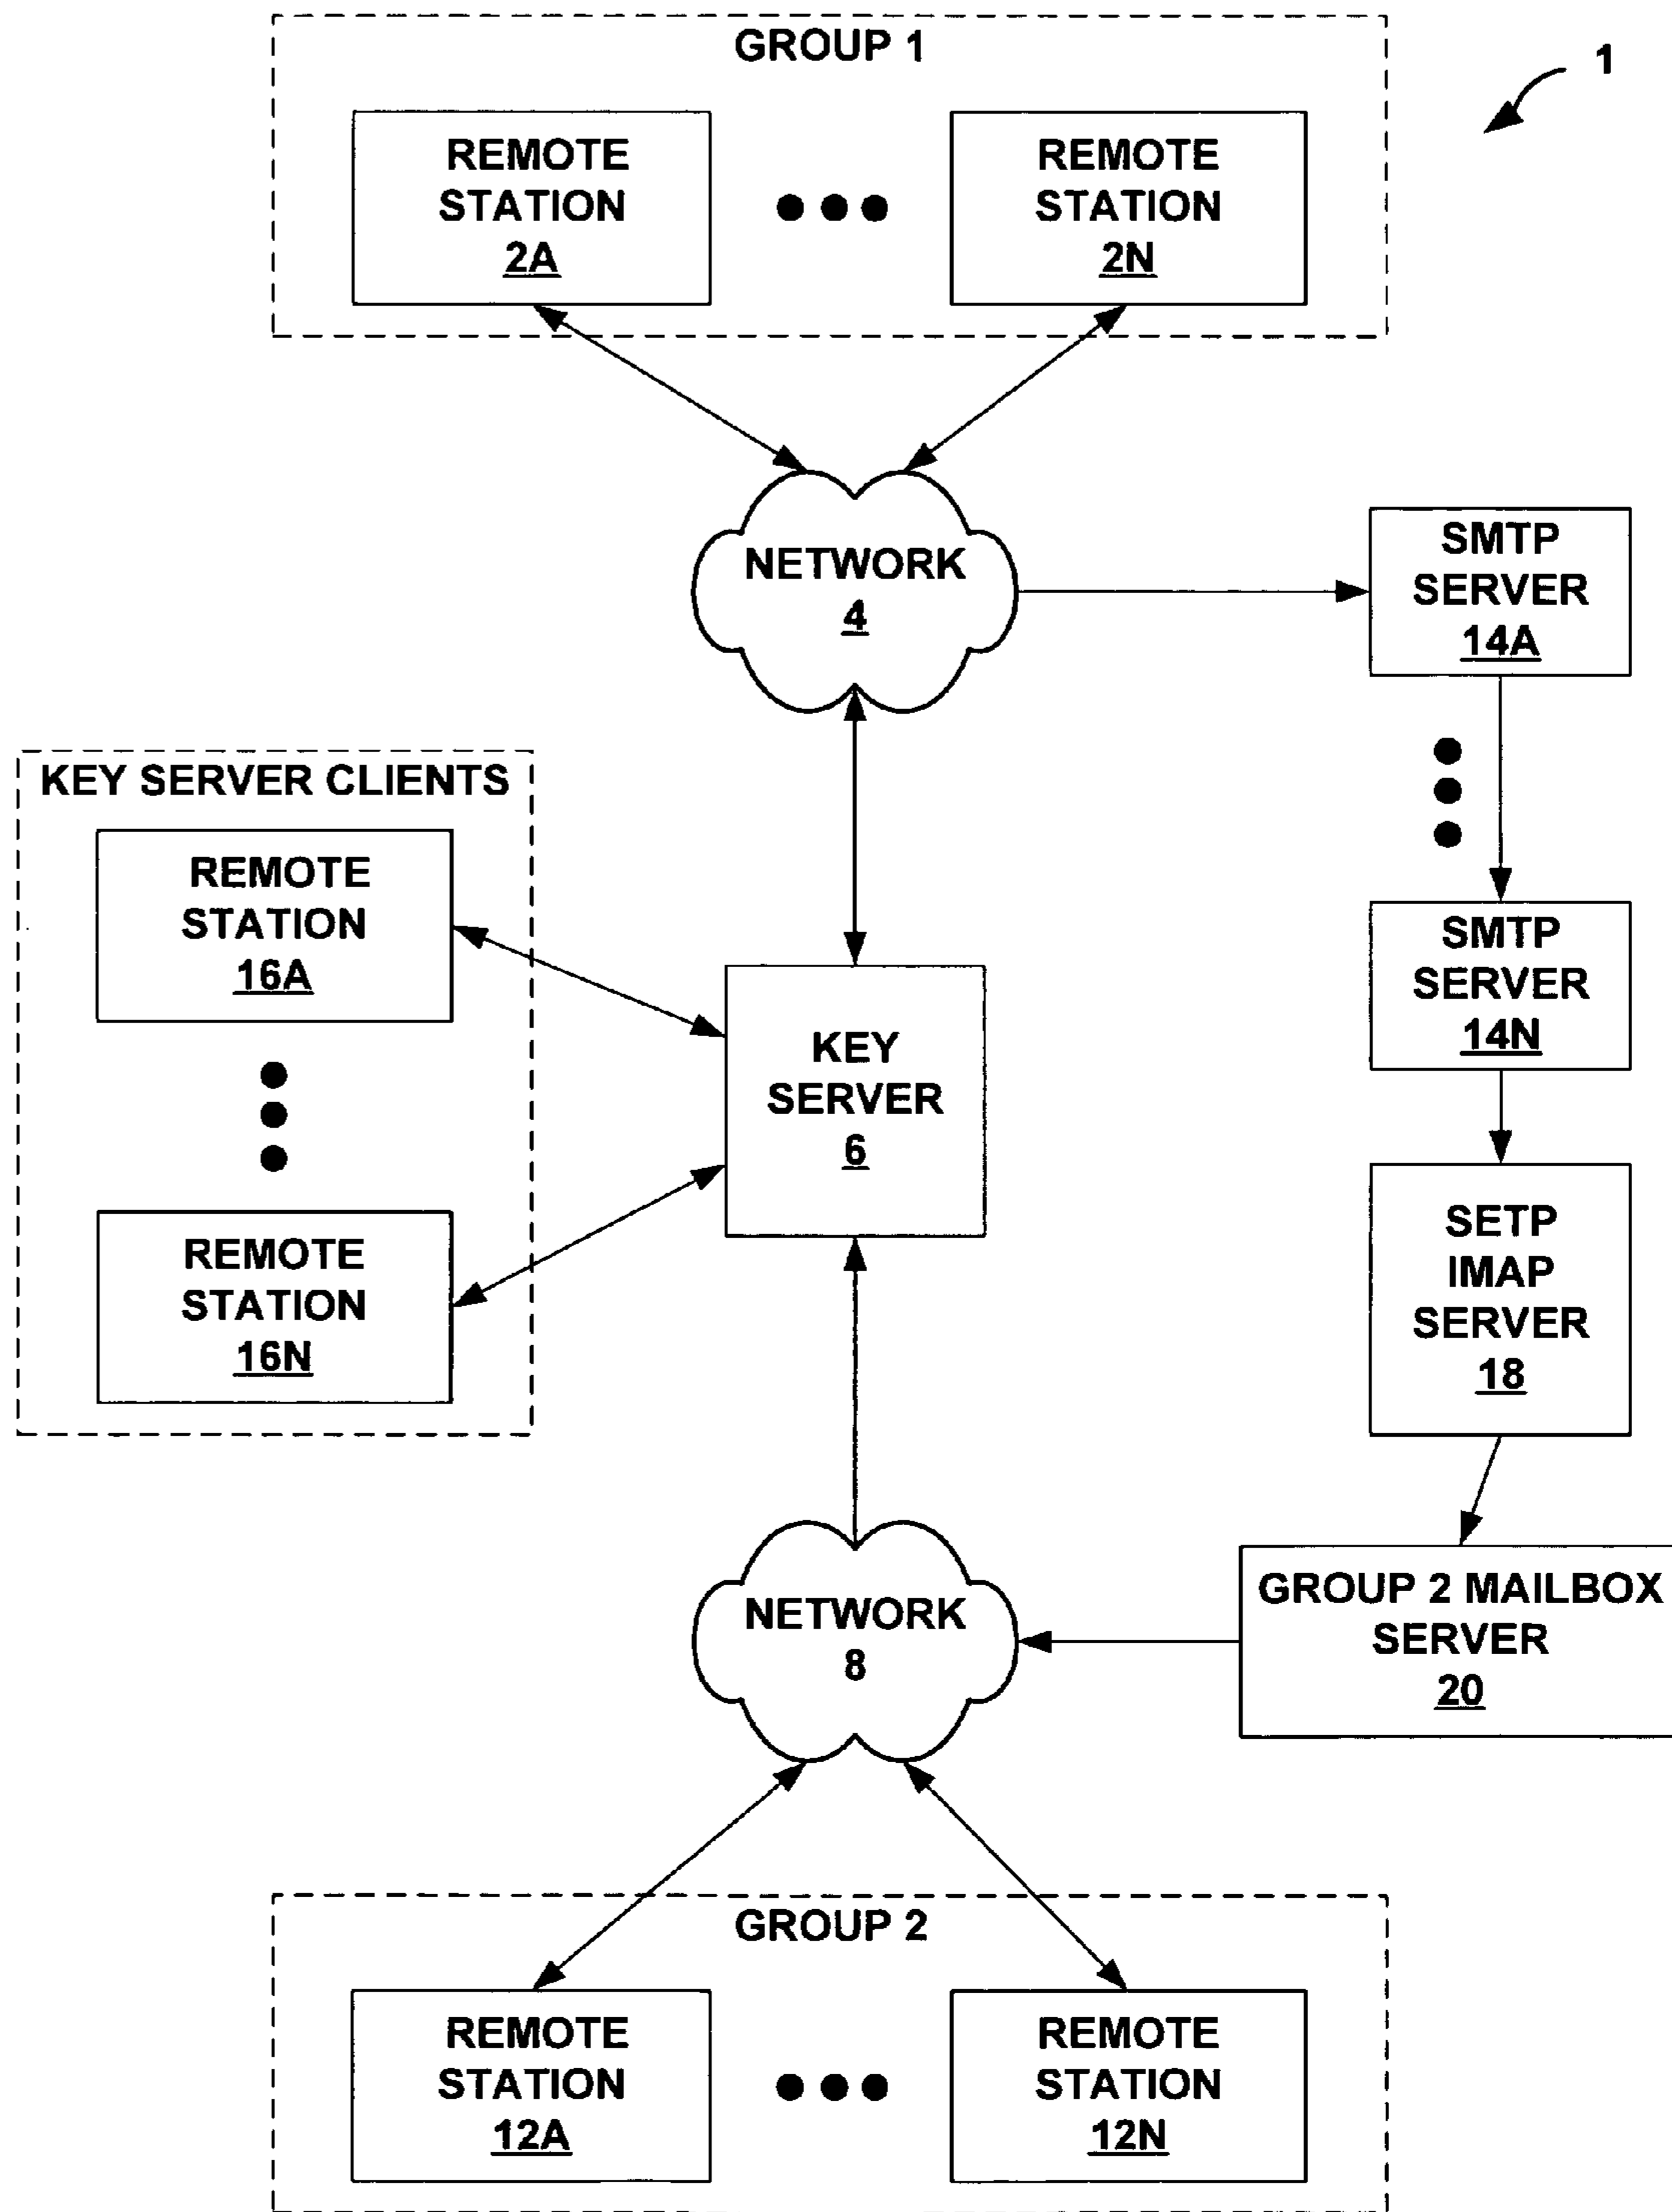 GROUP 1
1
REMOTE
STATION
2A
REMOTE
STATION
2N
NETWORK
4
SMTP
SERVER
14A
KEY SERVER CLIENTS
REMOTE
STATION
16A
REMOTE
STATION
16N
KEY
SERVER
6
SMTP
SERVER
14N
SETP
IMAP
SERVER
18
GROUP 2 MAILBOX
SERVER
20
NETWORK
8
GROUP 2
REMOTE
STATION
12A
REMOTE
STATION
12N